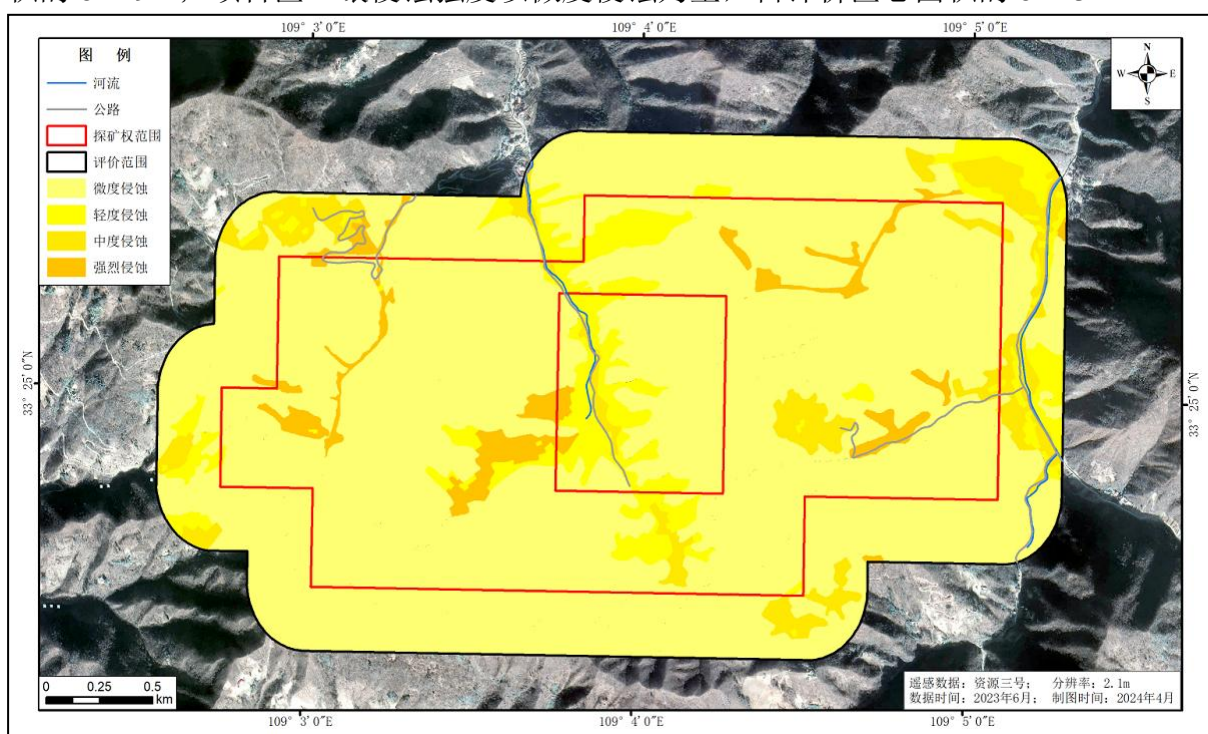 109° 3′ 0″E
109° 4′ 0″E
109° 5′ 0″E
图 例
河流
公路
探矿权范围
评价范围
微度侵蚀
轻度侵蚀
中度侵蚀
强烈侵蚀
N
W E
S
33° 25′ 0″N
33° 25′ 0″N
0 0.25 0.5
km
遥感数据：资源三号； 分辨率：2.1m
数据时间：2023年6月； 制图时间：2024年4月
109° 3′ 0″E
109° 4′ 0″E
109° 5′ 0″E